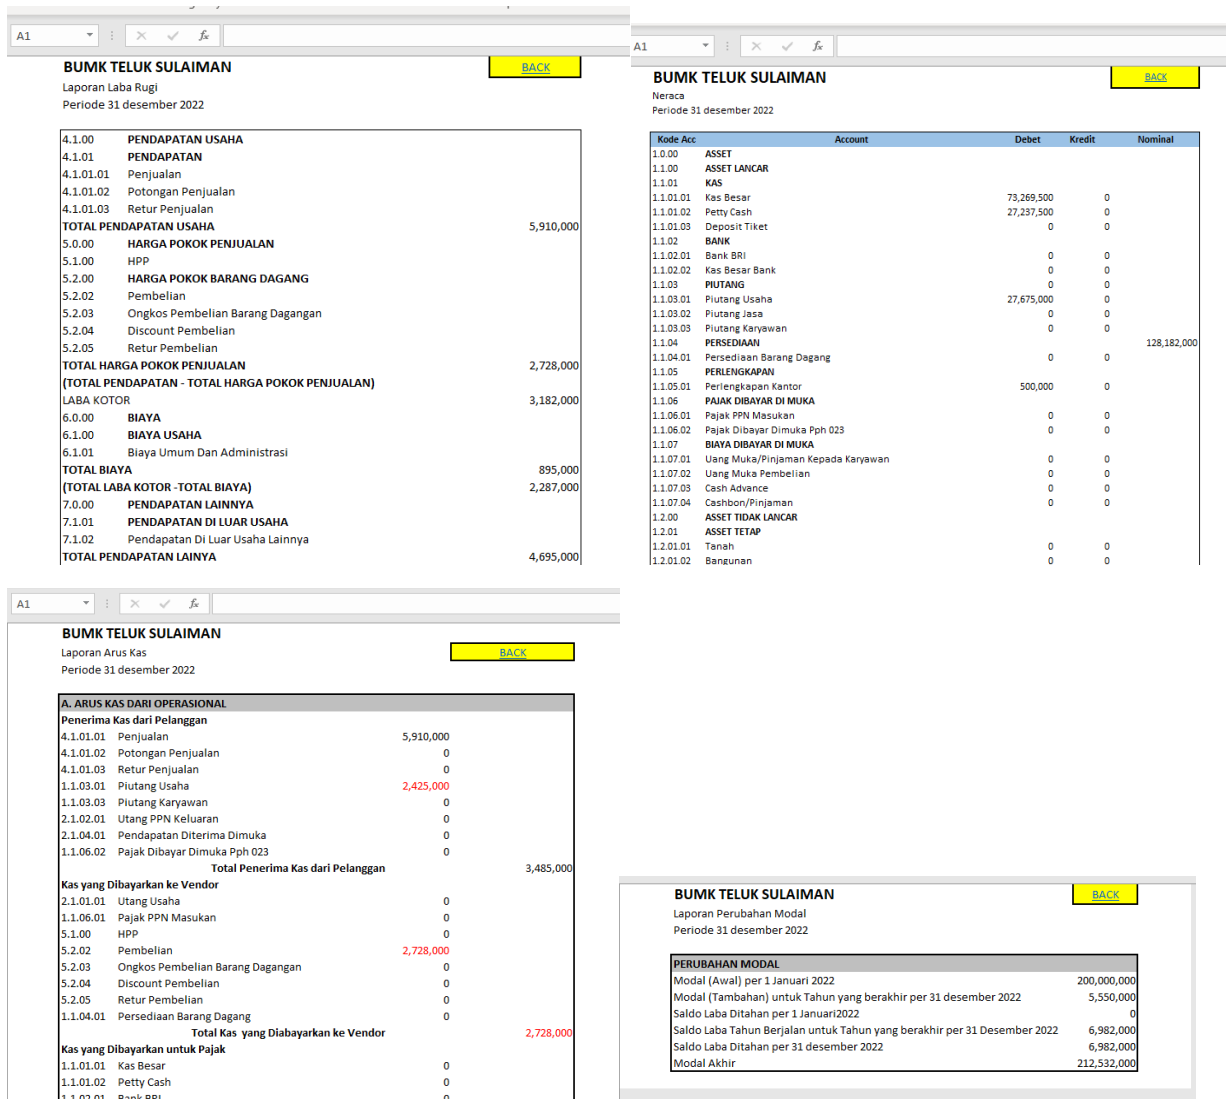 A1
fx
BUMK TELUK SULAIMAN
BACK
Laporan Laba Rugi
Periode 31 desember 2022
4.1.00 PENDAPATAN USAHA
4.1.01 PENDAPATAN
4.1.01.01 Penjualan
4.1.01.02 Potongan Penjualan
4.1.01.03 Retur Penjualan
TOTAL PENDAPATAN USAHA 5,910,000
5.0.00 HARGA POKOK PENJUALAN
5.1.00 HPP
5.2.00 HARGA POKOK BARANG DAGANG
5.2.02 Pembelian
5.2.03 Ongkos Pembelian Barang Dagangan
5.2.04 Discount Pembelian
5.2.05 Retur Pembelian
TOTAL HARGA POKOK PENJUALAN 2,728,000
(TOTAL PENDAPATAN - TOTAL HARGA POKOK PENJUALAN)
LABA KOTOR 3,182,000
6.0.00 BIAYA
6.1.00 BIAYA USAHA
6.1.01 Biaya Umum Dan Administrasi
TOTAL BIAYA 895,000
(TOTAL LABA KOTOR -TOTAL BIAYA) 2,287,000
7.0.00 PENDAPATAN LAINNYA
7.1.01 PENDAPATAN DI LUAR USAHA
7.1.02 Pendapatan Di Luar Usaha Lainnya
TOTAL PENDAPATAN LAINYA 4,695,000
A1
fx
BUMK TELUK SULAIMAN
BACK
Neraca
Periode 31 desember 2022
Kode Acc Account Debet Kredit Nominal
1.0.00 ASSET
1.1.00 ASSET LANCAR
1.1.01 KAS
1.1.01.01 Kas Besar 73,269,500 0
1.1.01.02 Petty Cash 27,237,500 0
1.1.01.03 Deposit Tiket 0 0
1.1.02 BANK
1.1.02.01 Bank BRI 0 0
1.1.02.02 Kas Besar Bank 0 0
1.1.03 PIUTANG 0 0
1.1.03.01 Piutang Usaha 27,675,000 0
1.1.03.02 Piutang Jasa 0 0
1.1.03.03 Piutang Karyawan 0 0
1.1.04 PERSEDIAAN 128,182,000
1.1.04.01 Persediaan Barang Dagang 0 0
1.1.05 PERLENGKAPAN
1.1.05.01 Perlengkapan Kantor 500,000 0
1.1.06 PAJAK DIBAYAR DI MUKA
1.1.06.01 Pajak PPN Masukan 0 0
1.1.06.02 Pajak Dibayar Dimuka Pph 023 0 0
1.1.07 BIAYA DIBAYAR DI MUKA
1.1.07.01 Uang Muka/Pinjaman Kepada Karyawan 0 0
1.1.07.02 Uang Muka Pembelian 0 0
1.1.07.03 Cash Advance 0 0
1.1.07.04 Cashbon/Pinjaman 0 0
1.2.00 ASSET TIDAK LANCAR
1.2.01 ASSET TETAP
1.2.01.01 Tanah 0 0
1.2.01.02 Bangunan 0 0
A1
fx
BUMK TELUK SULAIMAN
Laporan Arus Kas
BACK
Periode 31 desember 2022
A. ARUS KAS DARI OPERASIONAL
Penerima Kas dari Pelanggan
4.1.01.01 Penjualan 5,910,000
4.1.01.02 Potongan Penjualan 0
4.1.01.03 Retur Penjualan 0
1.1.03.01 Piutang Usaha 2,425,000
1.1.03.03 Piutang Karyawan 0
2.1.02.01 Utang PPN Keluaran 0
2.1.04.01 Pendapatan Diterima Dimuka 0
1.1.06.02 Pajak Dibayar Dimuka Pph 023 0
Total Penerima Kas dari Pelanggan 3,485,000
Kas yang Dibayarkan ke Vendor
2.1.01.01 Utang Usaha 0
1.1.06.01 Pajak PPN Masukan 0
5.1.00 HPP 0
5.2.02 Pembelian 2,728,000
5.2.03 Ongkos Pembelian Barang Dagangan 0
5.2.04 Discount Pembelian 0
5.2.05 Retur Pembelian 0
1.1.04.01 Persediaan Barang Dagang 0
Total Kas yang Diabayarkan ke Vendor 2,728,000
Kas yang Dibayarkan untuk Pajak
1.1.01.01 Kas Besar 0
1.1.01.02 Petty Cash 0
1.1.02.01 Bank BRI 0
BUMK TELUK SULAIMAN
BACK
Laporan Perubahan Modal
Periode 31 desember 2022
PERUBAHAN MODAL
Modal (Awal) per 1 Januari 2022 200,000,000
Modal (Tambahan) untuk Tahun yang berakhir per 31 desember 2022 5,550,000
Saldo Laba Ditahan per 1 Januari2022 0
Saldo Laba Tahun Berjalan untuk Tahun yang berakhir per 31 Desember 2022 6,982,000
Saldo Laba Ditahan per 31 desember 2022 6,982,000
Modal Akhir 212,532,000